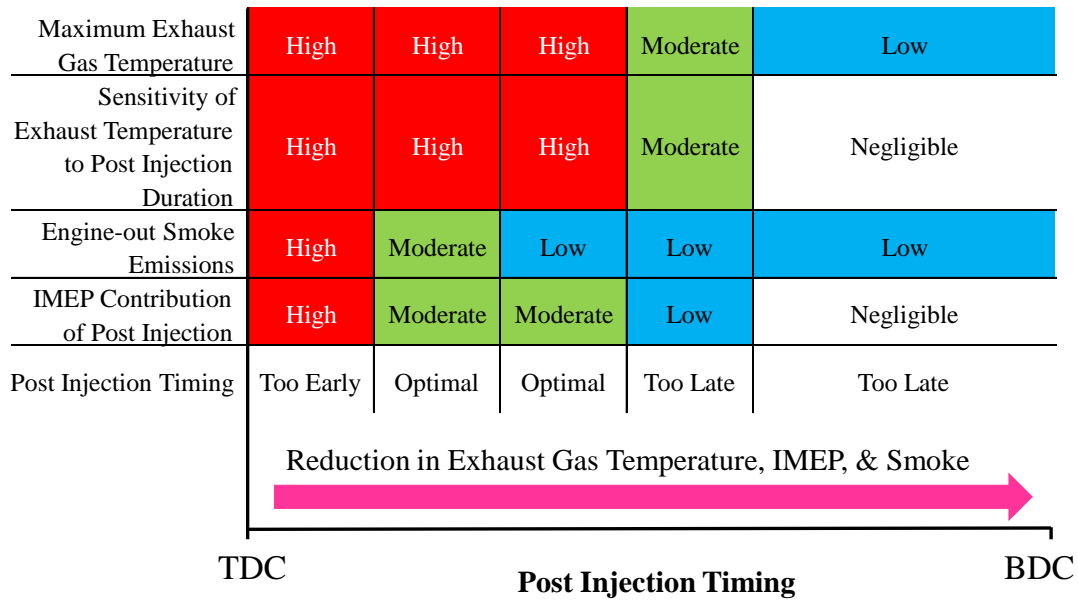 Maximum Exhaust
Gas Temperature
High High High Moderate Low
Sensitivity of
Exhaust Temperature
to Post Injection
Duration
High High High Moderate Negligible
Engine-out Smoke
Emissions
High Moderate Low Low Low
IMEP Contribution
of Post Injection
High Moderate Moderate Low Negligible
Post Injection Timing Too Early Optimal Optimal Too Late Too Late
Reduction in Exhaust Gas Temperature, IMEP, & Smoke
TDC BDC
Post Injection Timing